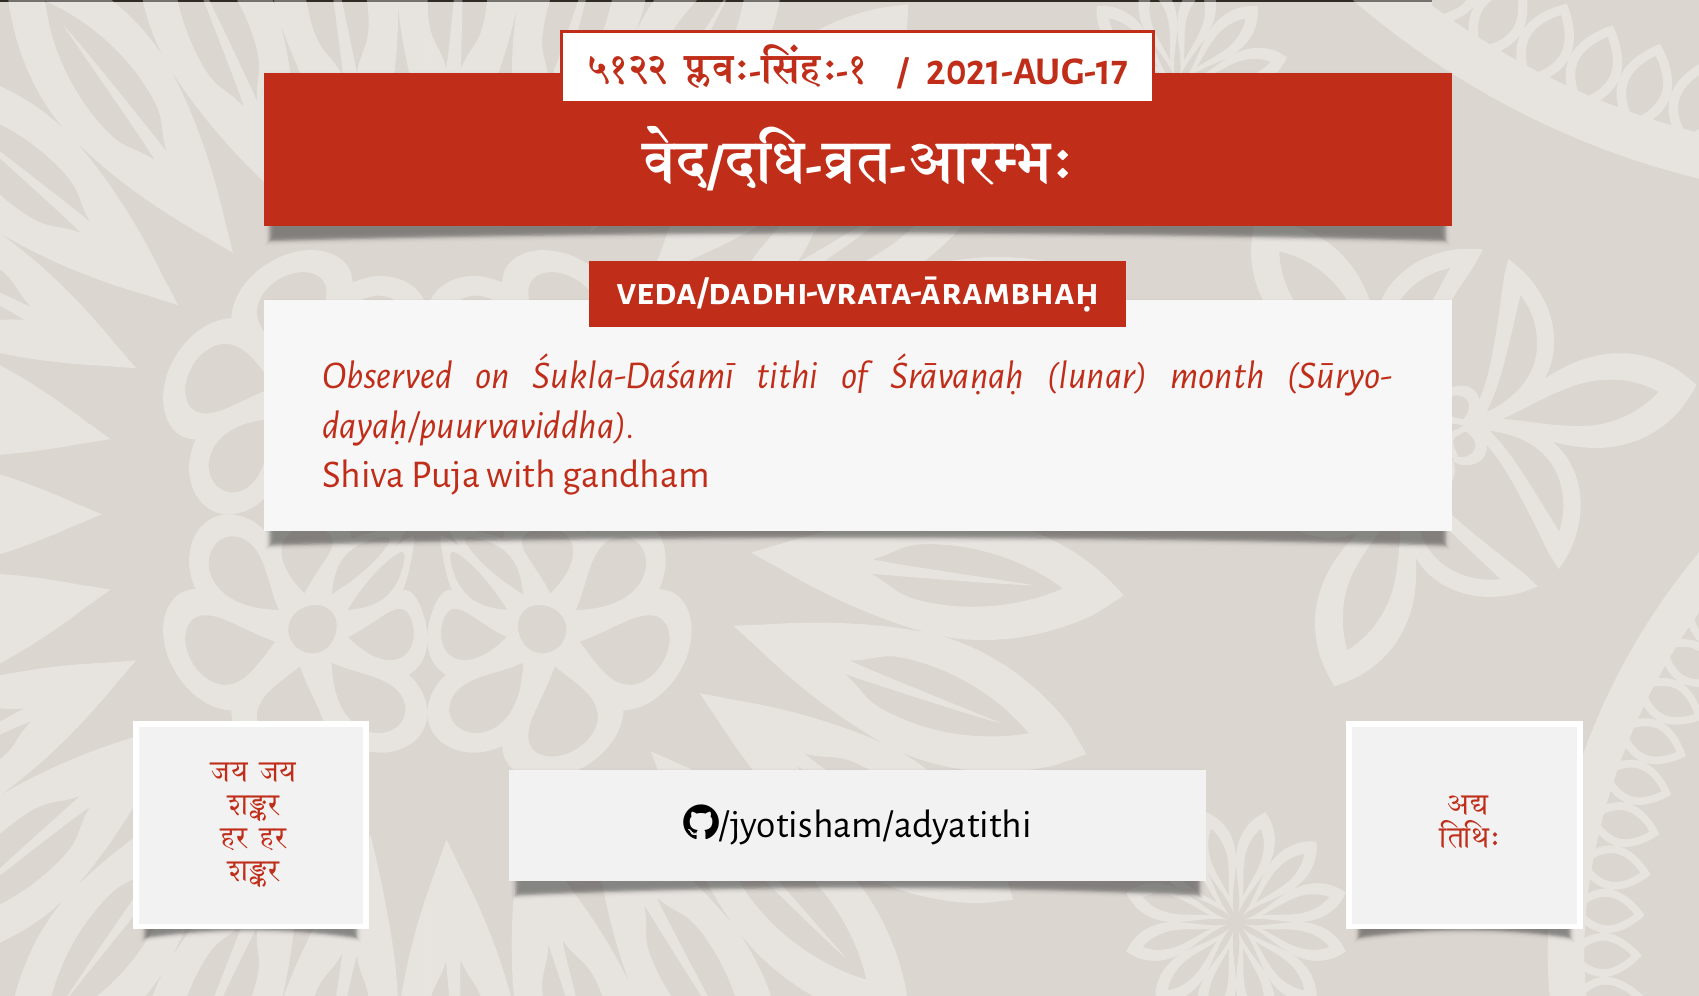 ५१२२ प्लवः-सिंहः-१ / 2021-AUG-17
वेद/दधि-व्रत-आरम्भः
VEDA/DADHI-VRATA-ĀRAMBHAḤ
Observed on Śukla-Daśamī tithi of Śrāvaṇaḥ (lunar) month (Sūryo-
dayaḥ/puurvaviddha).
Shiva Puja with gandham
जय जय
शङ्कर
हर हर
शङ्कर
/jyotisham/adyatithi
अद्य
तिथिः